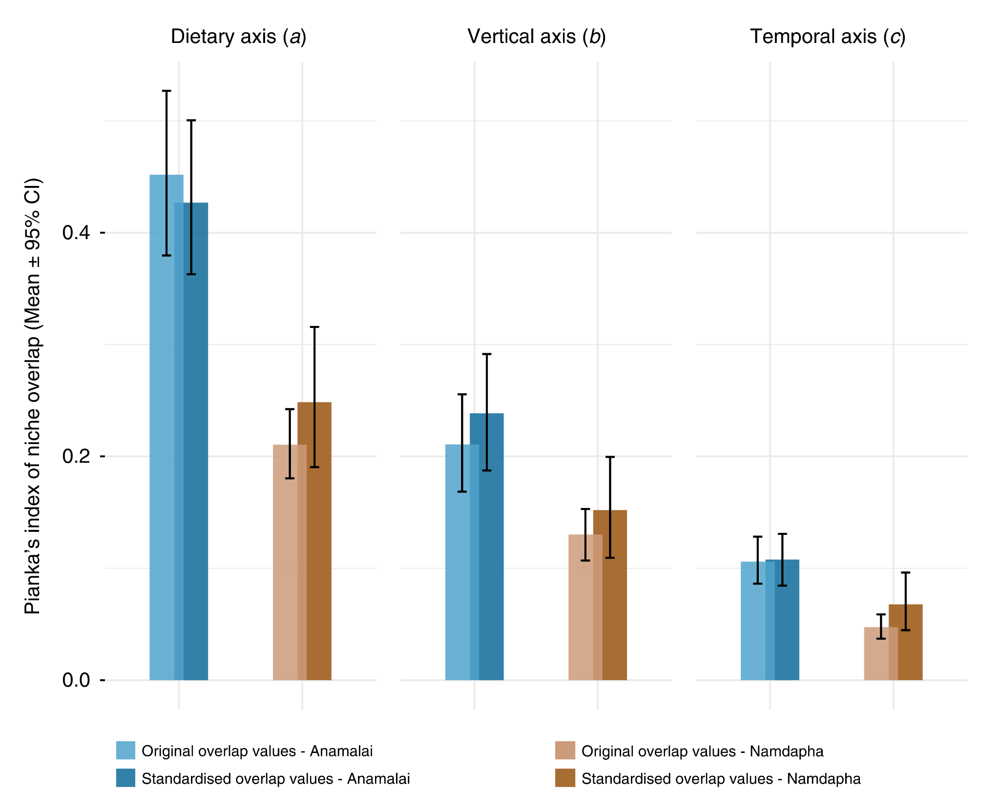 Dietary axis (a)
Vertical axis (b)
Temporal axis (c)
Pianka’s index of niche overlap (Mean ± 95% CI)
0.4
0.2
0.0
Original overlap values - Anamalai
Original overlap values - Namdapha
Standardised overlap values - Anamalai
Standardised overlap values - Namdapha